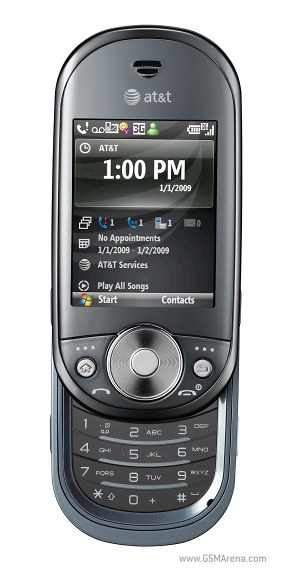 at&t
3G
AT&T
1:00 PM
1/1/2009
1 1 1 0
No Appointments
1/1/2009 - 1/2/2009
AT&T Services
Play All Songs
Start Contacts
1 2 ABC 3 DEF
4 GHI 5 JKL 6 MNO
7 PQRS 8 TUV 9 WXYZ
* 0 + #
www.GSMArena.com